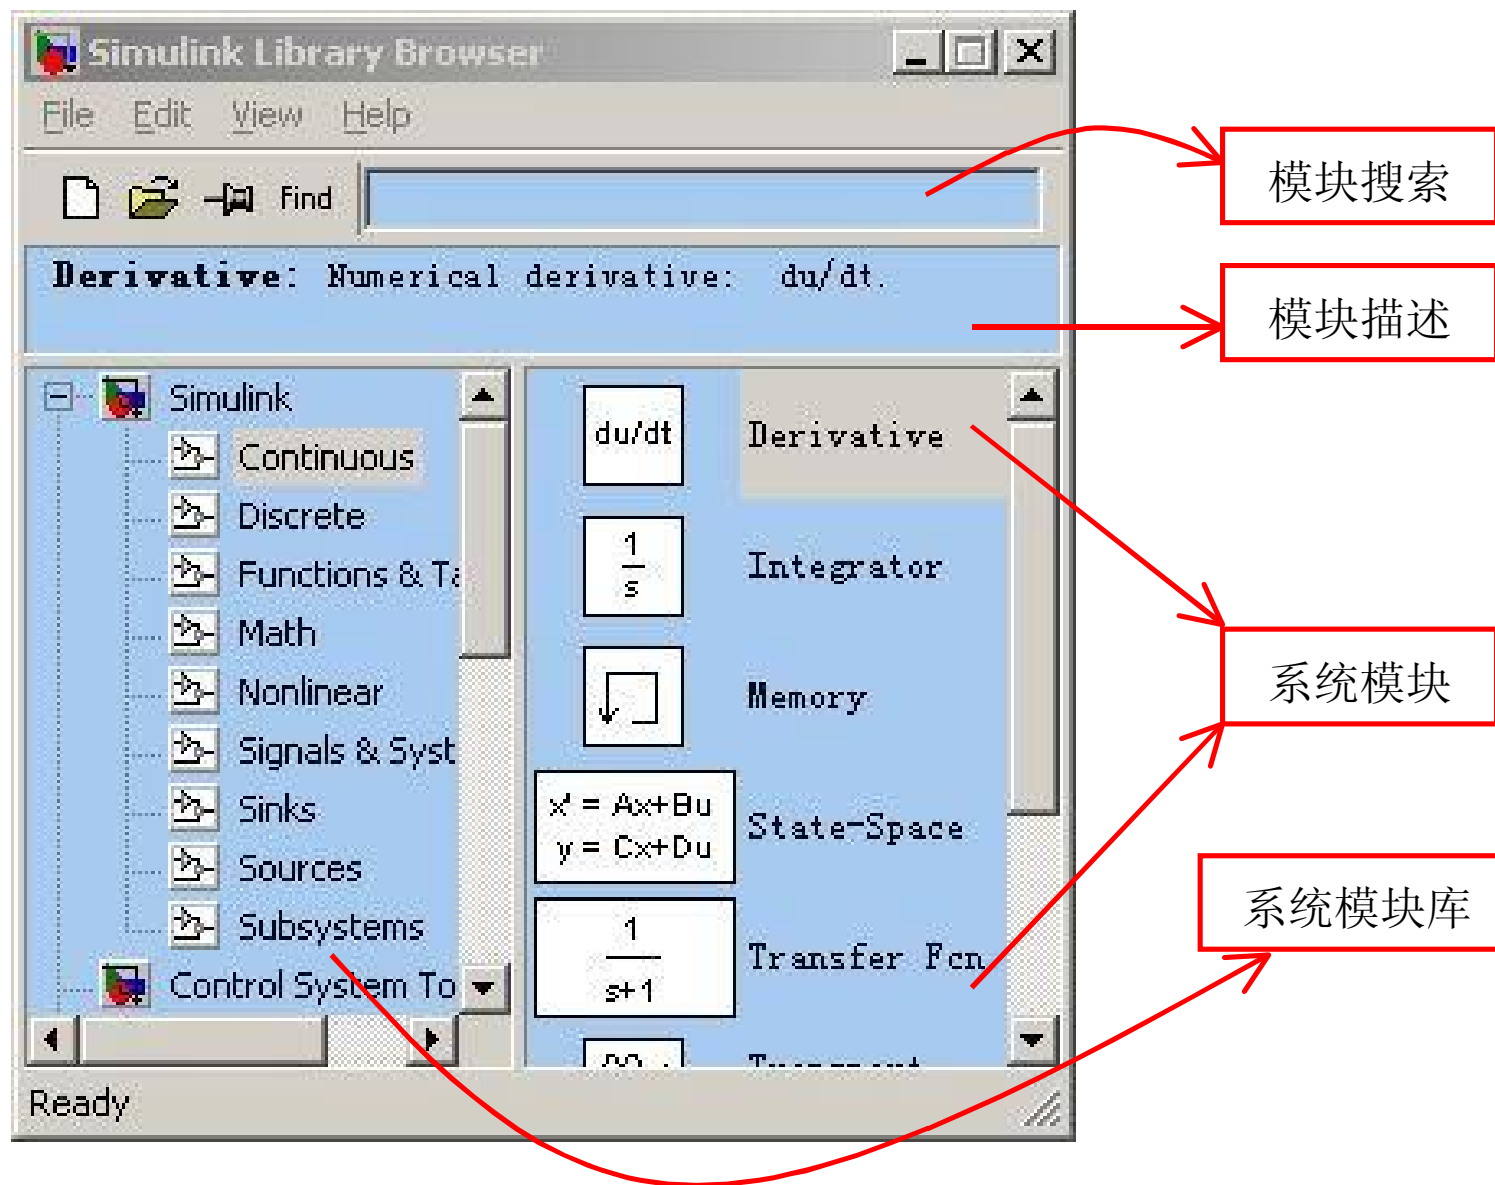 Simulink Library Browser
File Edit View Help
find
Derivative: Numerical derivative: du/dt.
Simulink
Continuous
Discrete
Functions & Ta
Math
Nonlinear
Signals & Syst
Sinks
Sources
Subsystems
Control System To
du/dt
Derivative
1
s
Integrator
Memory
x' = Ax+Bu
y = Cx+Du
State-Space
1
s+1
Transfer Fcn
Ready
模块搜索
模块描述
系统模块
系统模块库